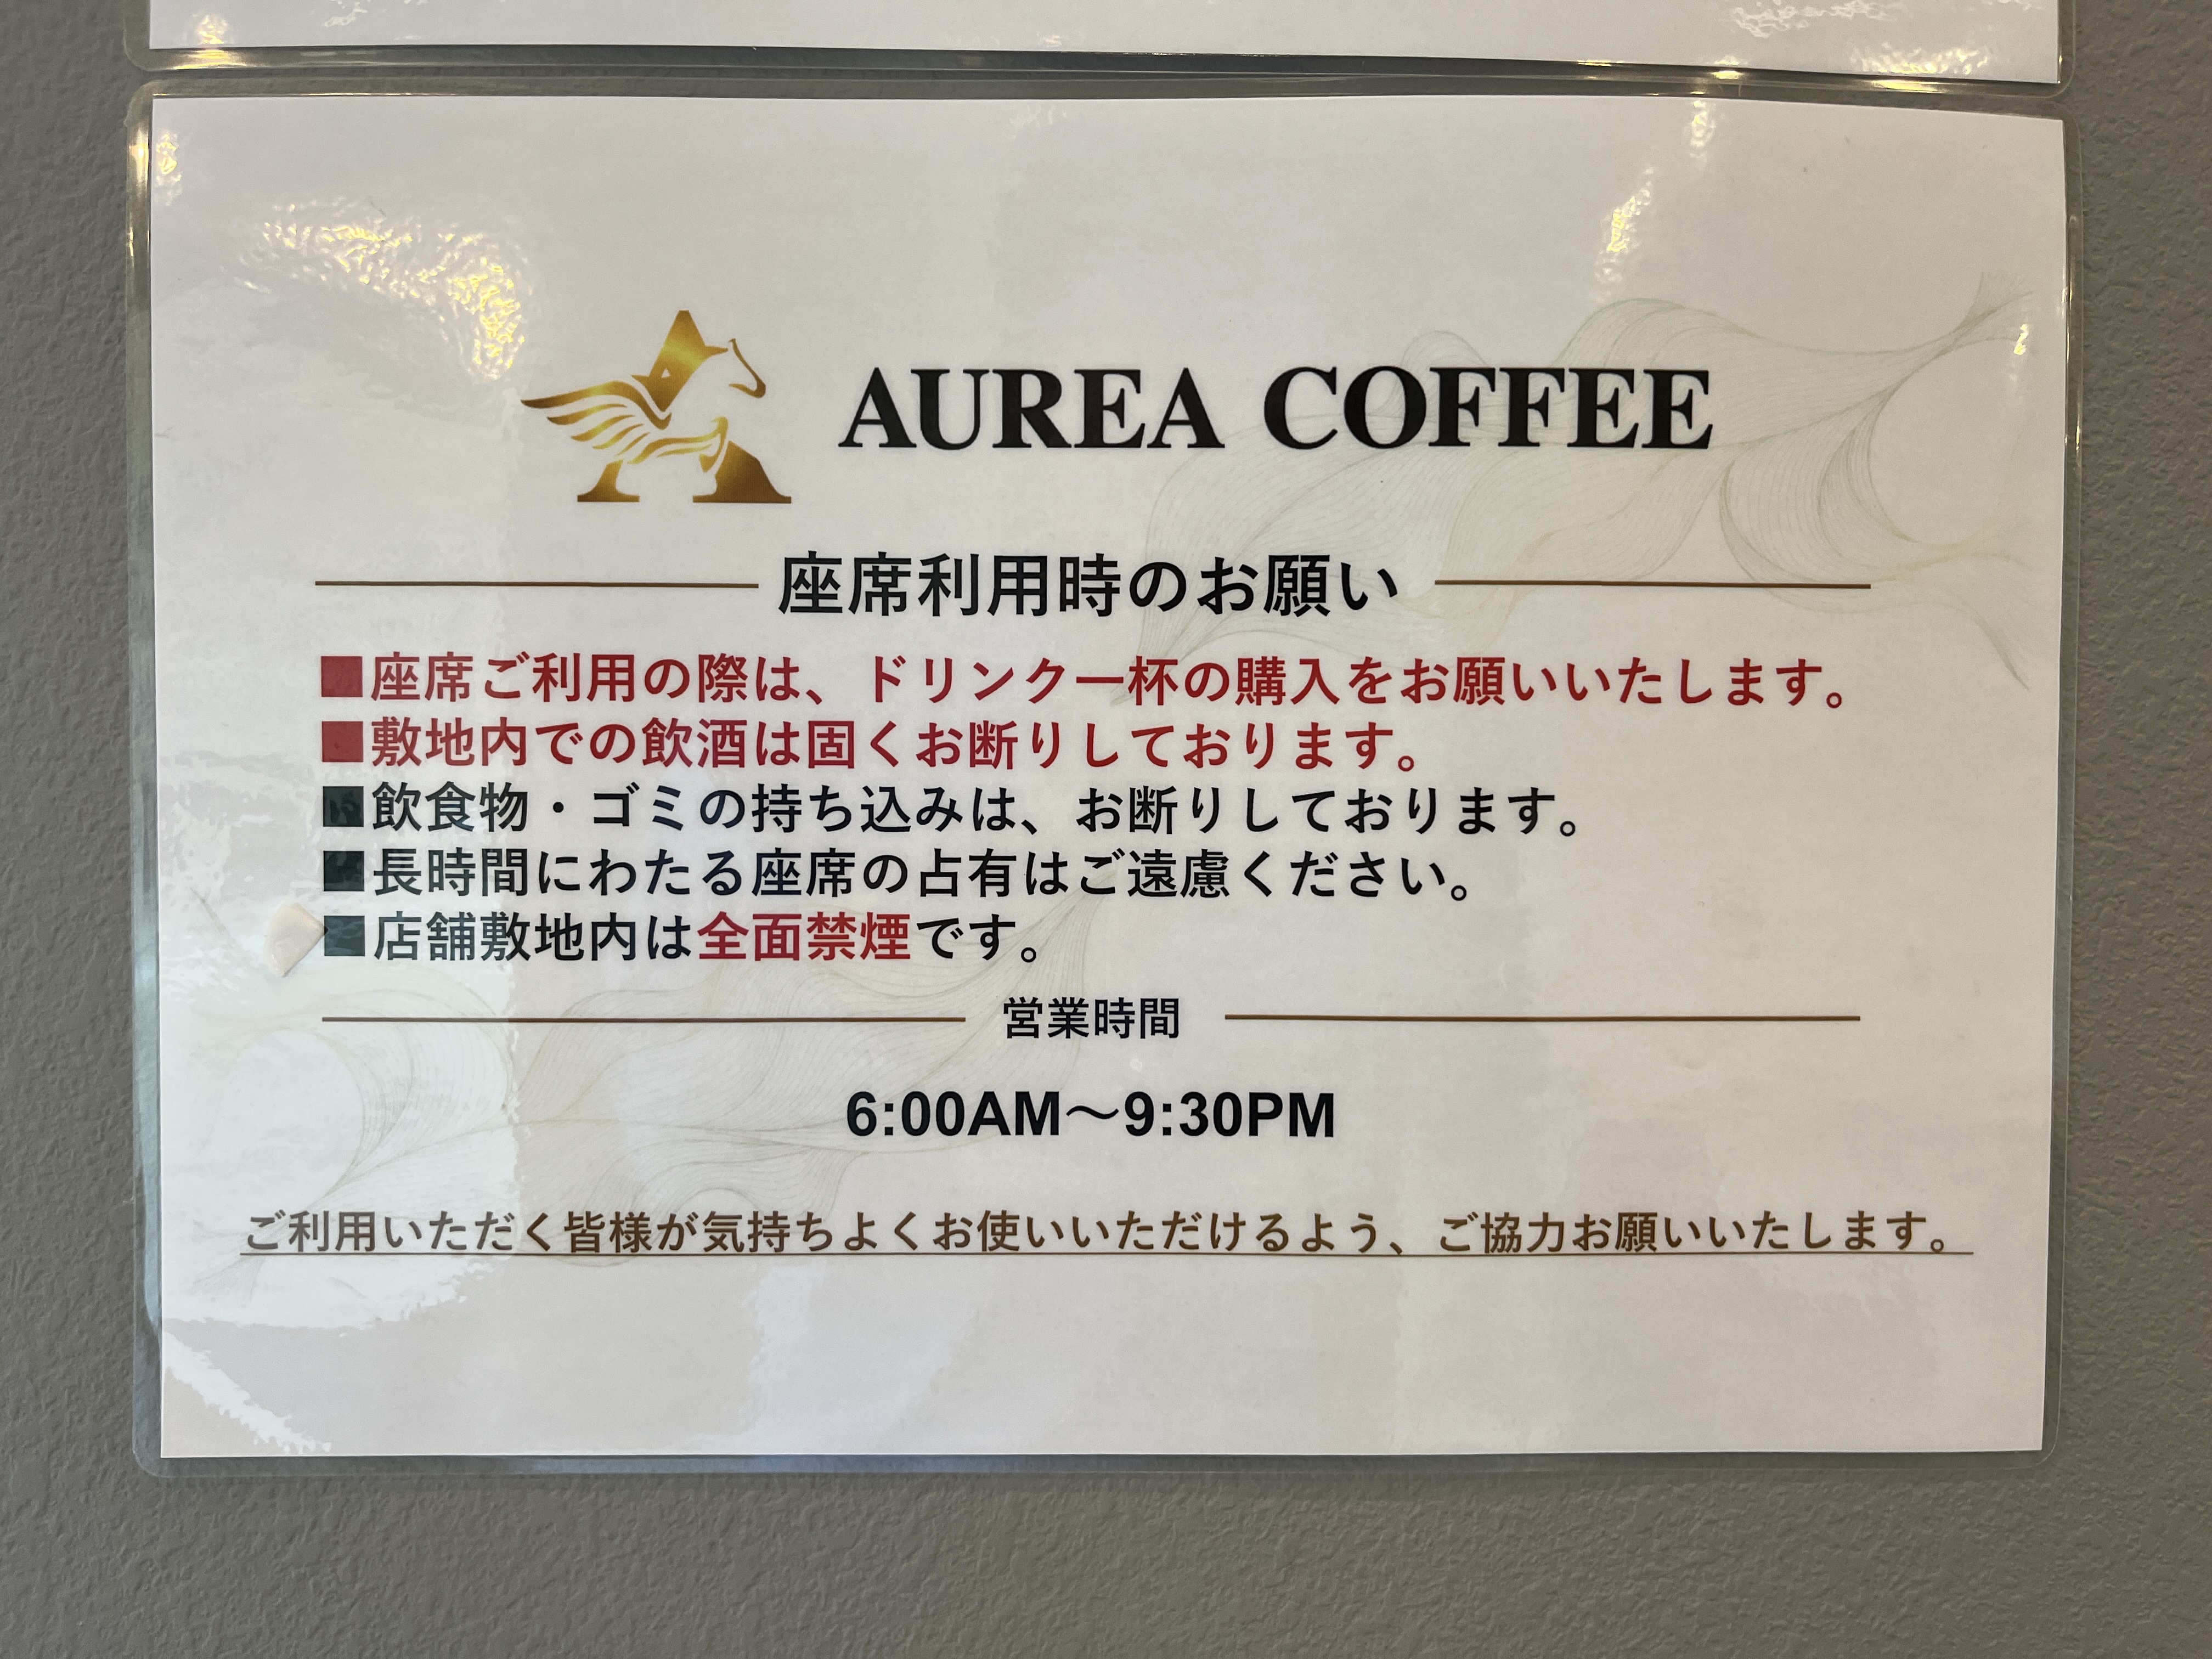 AUREA COFFEE
座席利用時のお願い
■座席ご利用の際は、ドリンク一杯の購入をお願いいたします。
■敷地内での飲酒は固くお断りしております。
■飲食物・ゴミの持ち込みは、お断りしております。
■長時間にわたる座席の占有はご遠慮ください。
■店舗敷地内は全面禁煙です。
営業時間
6:00AM～9:30PM
ご利用いただく皆様が気持ちよくお使いいただけるよう、ご協力お願いいたします。